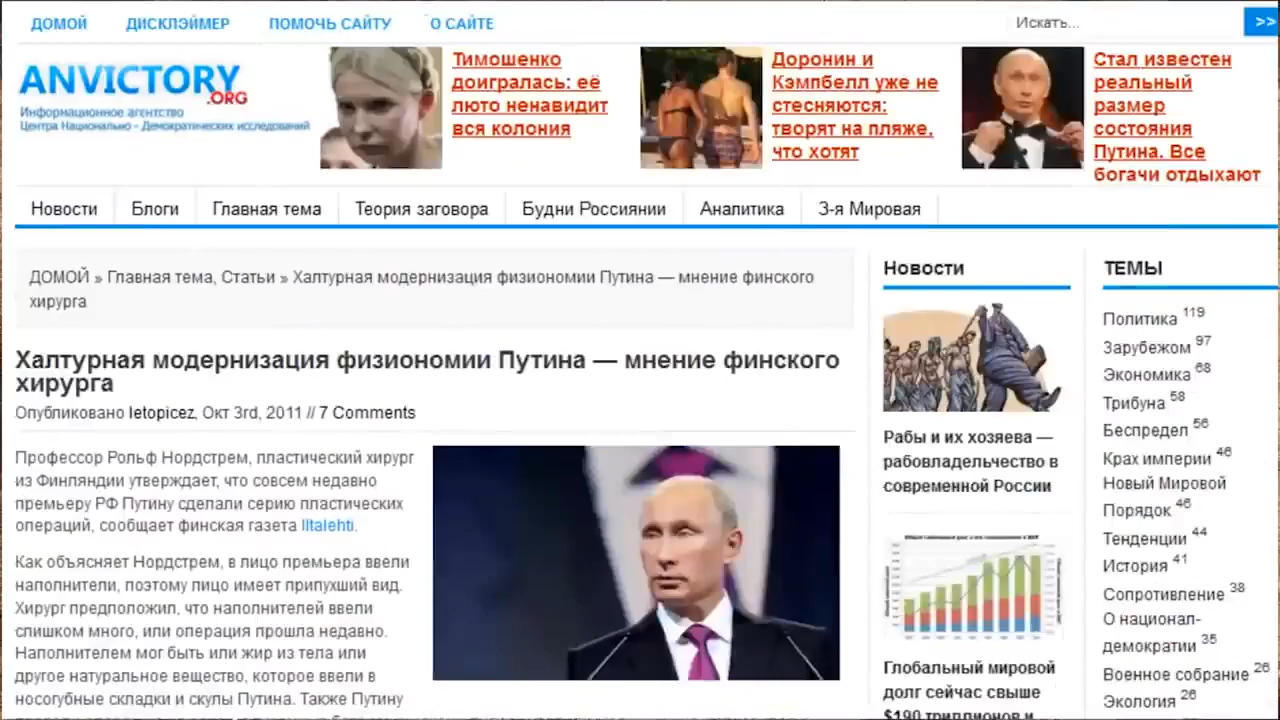 ДОМОЙ ДИСКЛЭЙМЕР ПОМОЧЬ САЙТУ О САЙТЕ
Искать...
>>
ANVICTORY
.ORG
Информационное агентство
Центра Национально - Демократических исследований
Тимошенко
доигралась: её
люто ненавидит
вся колония
Доронин и
Кэмпбелл уже не
стесняются:
творят на пляже,
что хотят
Стал известен
реальный
размер
состояния
Путина. Все
богачи отдыхают
Новости Блоги Главная тема Теория заговора Будни Россиянии Аналитика 3-я Мировая
ДОМОЙ » Главная тема, Статьи » Халтурная модернизация физиономии Путина — мнение финского
хирурга
Халтурная модернизация физиономии Путина — мнение финского
хирурга
Опубликовано letopicez, Окт 3rd, 2011 // 7 Comments
Профессор Рольф Нордстрем, пластический хирург
из Финляндии утверждает, что совсем недавно
премьеру РФ Путину сделали серию пластических
операций, сообщает финская газета Iltalehti.
Как объясняет Нордстрем, в лицо премьера ввели
наполнители, поэтому лицо имеет припухший вид.
Хирург предположил, что наполнителей ввели
слишком много, или операция прошла недавно.
Наполнителем мог быть или жир из тела или
другое натуральное вещество, которое ввели в
носогубные складки и скулы Путина. Также Путину
Новости
Рабы и их хозяева —
рабовладельчество в
современной России
Глобальный мировой
долг сейчас свыше
$190 триллионов и
ТЕМЫ
Политика 119
Зарубежом 97
Экономика 68
Трибуна 58
Беспредел 56
Крах империи 46
Новый Мировой
Порядок 46
Тенденции 44
История 41
Сопротивление 38
О национал-
демократии 35
Военное собрание 26
Экология 26